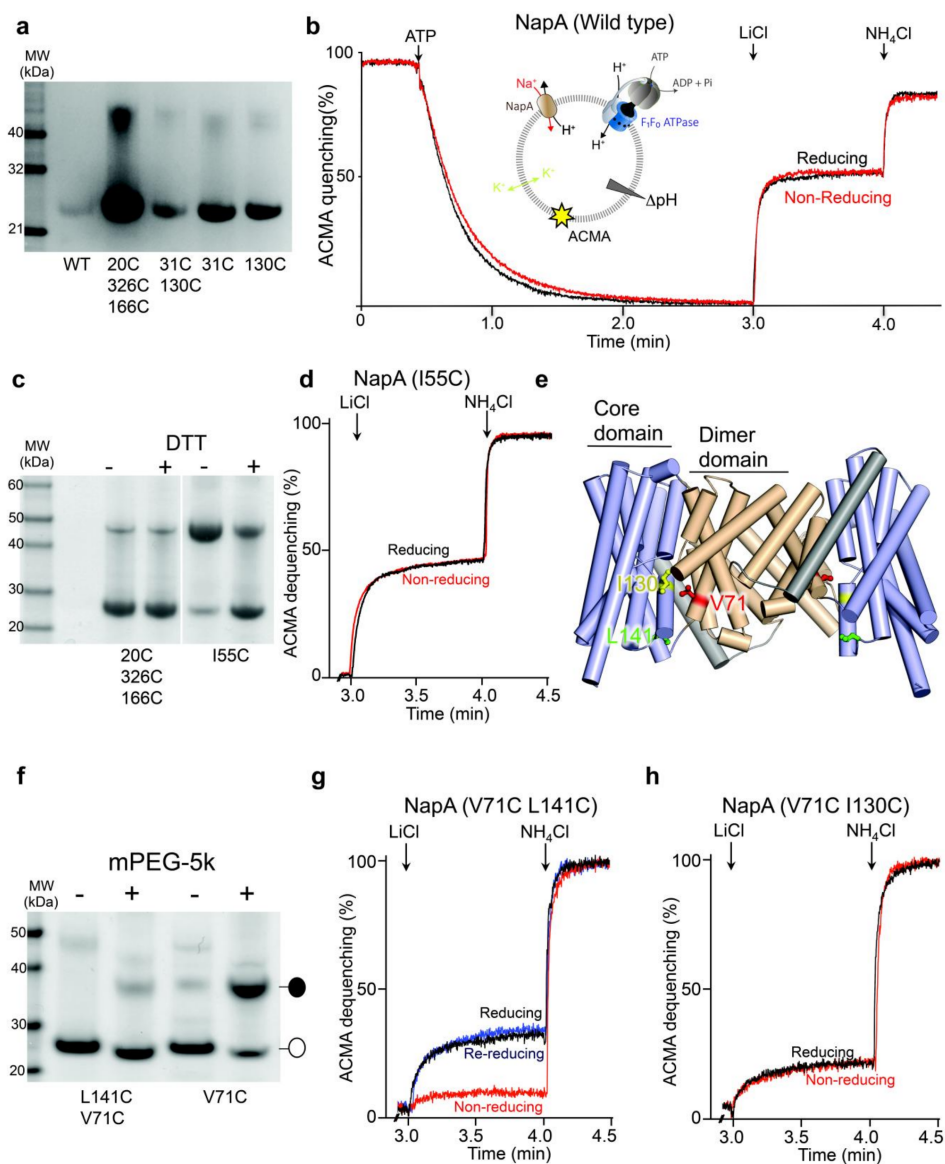 a
MW
(kDa)
40
32
21
WT
20C
326C
166C
31C
130C
31C
130C
b
NapA (Wild type)
ATP
LiCl
NH₄Cl
ACMA quenching(%)
50
0
1.0
2.0
3.0
4.0
Time (min)
Na⁺
NapA
H⁺
H⁺
ATP
ADP + Pi
F₁F₀ ATPase
H⁺
K⁺
K⁺
ΔpH
ACMA
Reducing
Non-Reducing
c
DTT
MW
(kDa)
- + - +
60
50
40
30
20
20C
326C
166C
I55C
d
NapA (I55C)
LiCl
NH₄Cl
ACMA dequenching (%)
100
50
0
Reducing
Non-reducing
3.0
3.5
4.0
4.5
Time (min)
e
Core
domain
Dimer
domain
I130
V71
L141
f
mPEG-5k
MW
(kDa)
- + - +
50
40
30
20
L141C
V71C
V71C
g
NapA (V71C L141C)
LiCl
NH₄Cl
ACMA dequenching (%)
100
50
0
Reducing
Re-reducing
Non-reducing
3.0
3.5
4.0
4.5
Time (min)
h
NapA (V71C I130C)
LiCl
NH₄Cl
ACMA dequenching (%)
100
50
0
Reducing
Non-reducing
3.0
3.5
4.0
4.5
Time (min)